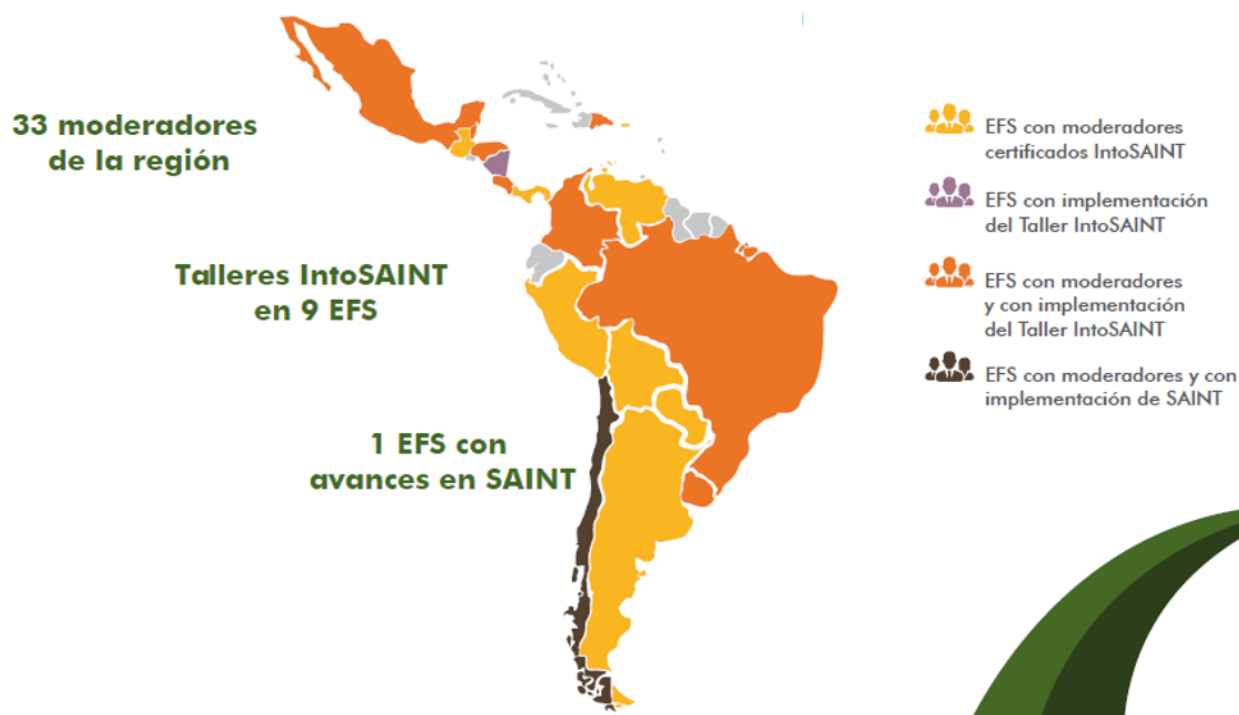 33 moderadores
de la región
Talleres IntoSAINT
en 9 EFS
1 EFS con
avances en SAINT
EFS con moderadores
certificados IntoSAINT
EFS con implementación
del Taller IntoSAINT
EFS con moderadores
y con implementación
del Taller IntoSAINT
EFS con moderadores y con
implementación de SAINT